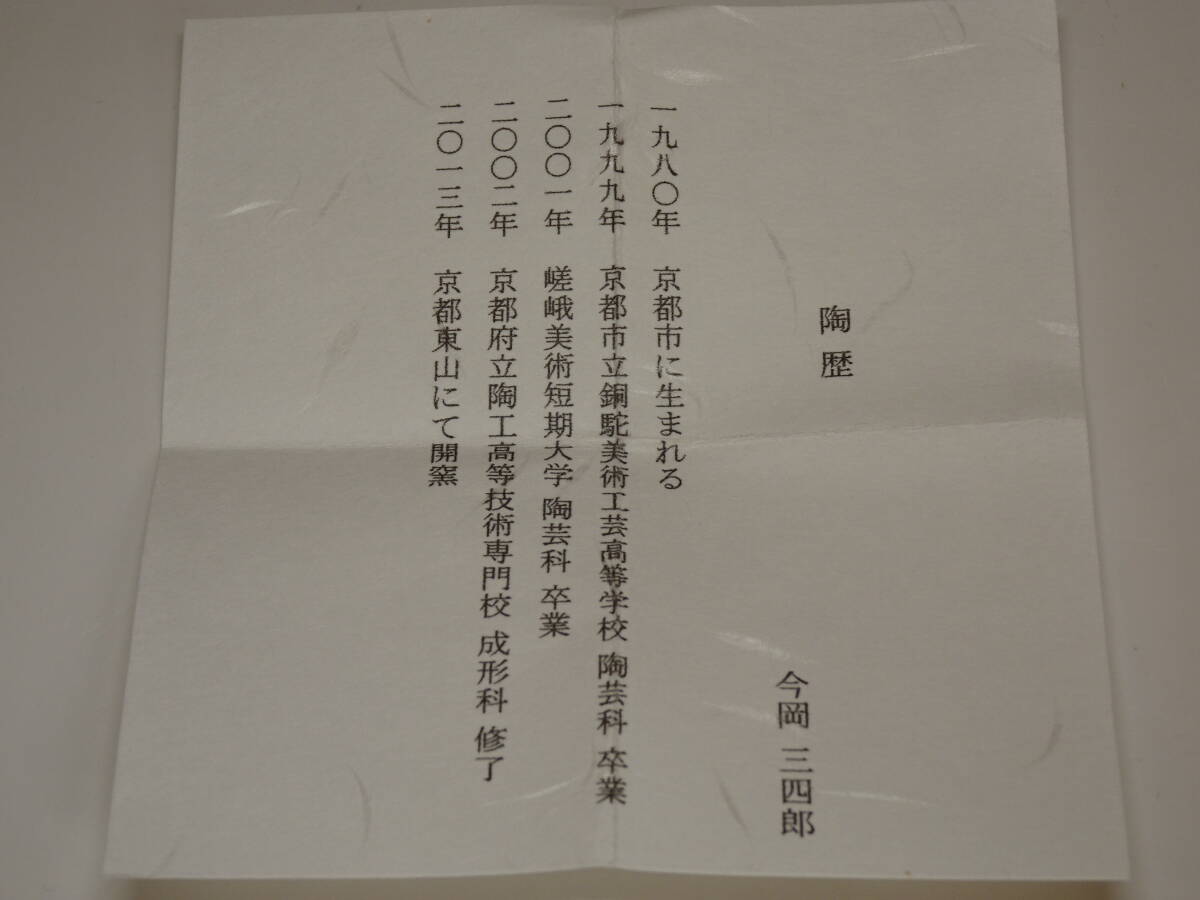 陶歴
今岡 三四郎
一九八〇年 京都市に生まれる
一九九九年 京都市立銅駝美術工芸高等学校 陶芸科 卒業
二〇〇一年 嵯峨美術短期大学 陶芸科 卒業
二〇〇二年 京都府立陶工高等技術専門校 成形科 修了
二〇一三年 京都東山にて開窯